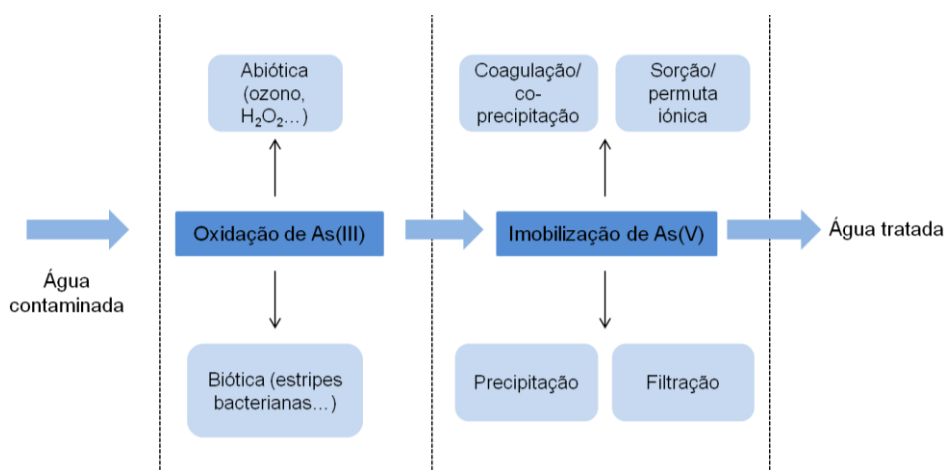 Abiótica
(ozono,
H₂O₂…)
Coagulação/
co-
precipitação
Sorção/
permuta
iónica
Água
contaminada
Oxidação de As(III)
Imobilização de As(V)
Água tratada
Biótica (estripes
bacterianas…)
Precipitação
Filtração